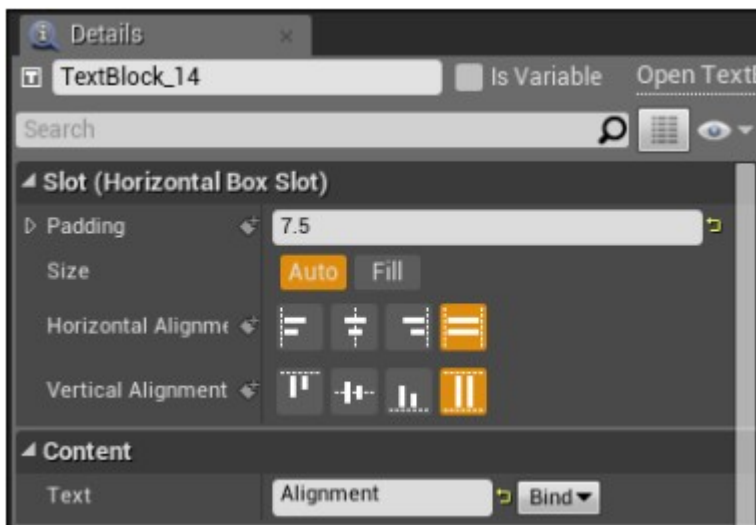 Details
TextBlock_14 Is Variable Open Text
Search
Slot (Horizontal Box Slot)
Padding 7.5
Size Auto Fill
Horizontal Alignme
Vertical Alignment
Content
Text Alignment Bind